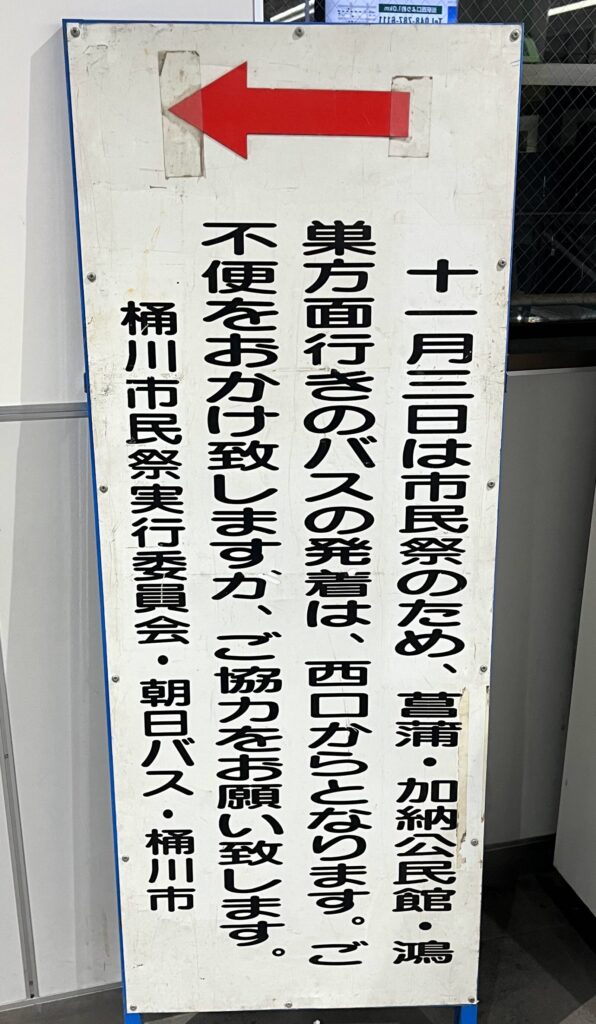 十一月三日は市民祭のため、菖蒲・加納公民館・鴻
巣方面行きのバスの発着は、西口からとなります。ご
不便をおかけ致しますが、ご協力をお願い致します。
桶川市民祭実行委員会・朝日バス・桶川市